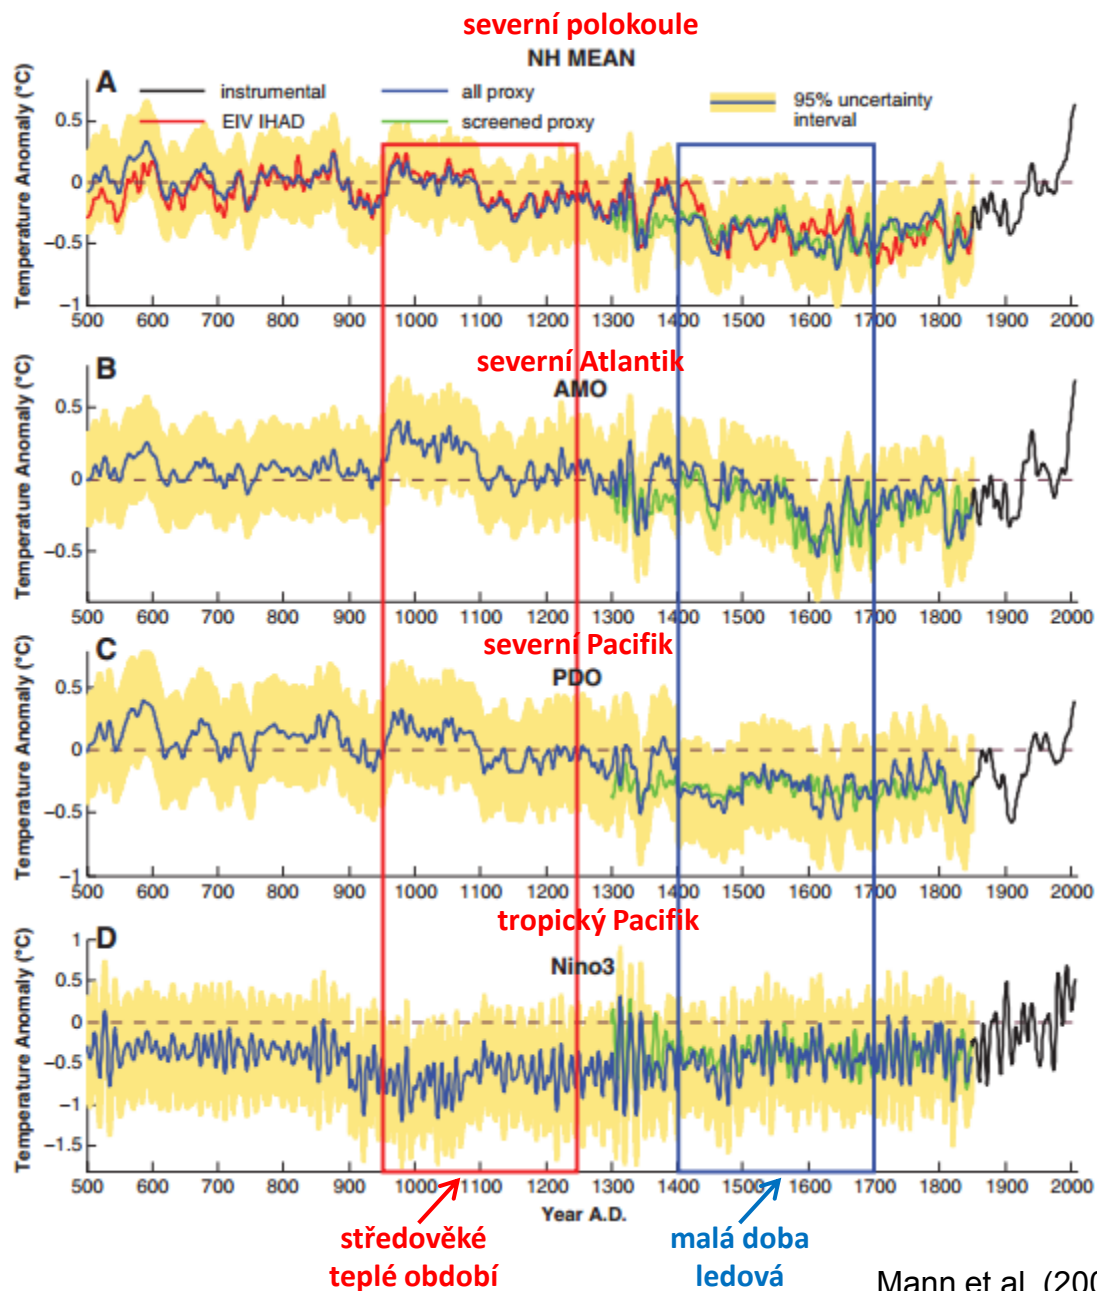 severní polokoule
NH MEAN
A
instrumental
all proxy
95% uncertainty
interval
EIV IHAD
screened proxy
Temperature Anomaly (°C)
0.5
0
−0.5
−1
500 600 700 800 900 1000 1100 1200 1300 1400 1500 1600 1700 1800 1900 2000
severní Atlantik
B
AMO
Temperature Anomaly (°C)
0.5
0
−0.5
500 600 700 800 900 1000 1100 1200 1300 1400 1500 1600 1700 1800 1900 2000
severní Pacifik
C
PDO
Temperature Anomaly (°C)
0.5
0
−0.5
−1
500 600 700 800 900 1000 1100 1200 1300 1400 1500 1600 1700 1800 1900 2000
tropický Pacifik
D
Nino3
Temperature Anomaly (°C)
1
0.5
0
−0.5
−1
−1.5
500 600 700 800 900 1000 1100 1200 1300 1400 1500 1600 1700 1800 1900 2000
Year A.D.
středověké
teplé období
malá doba
ledová
Mann et al. (200